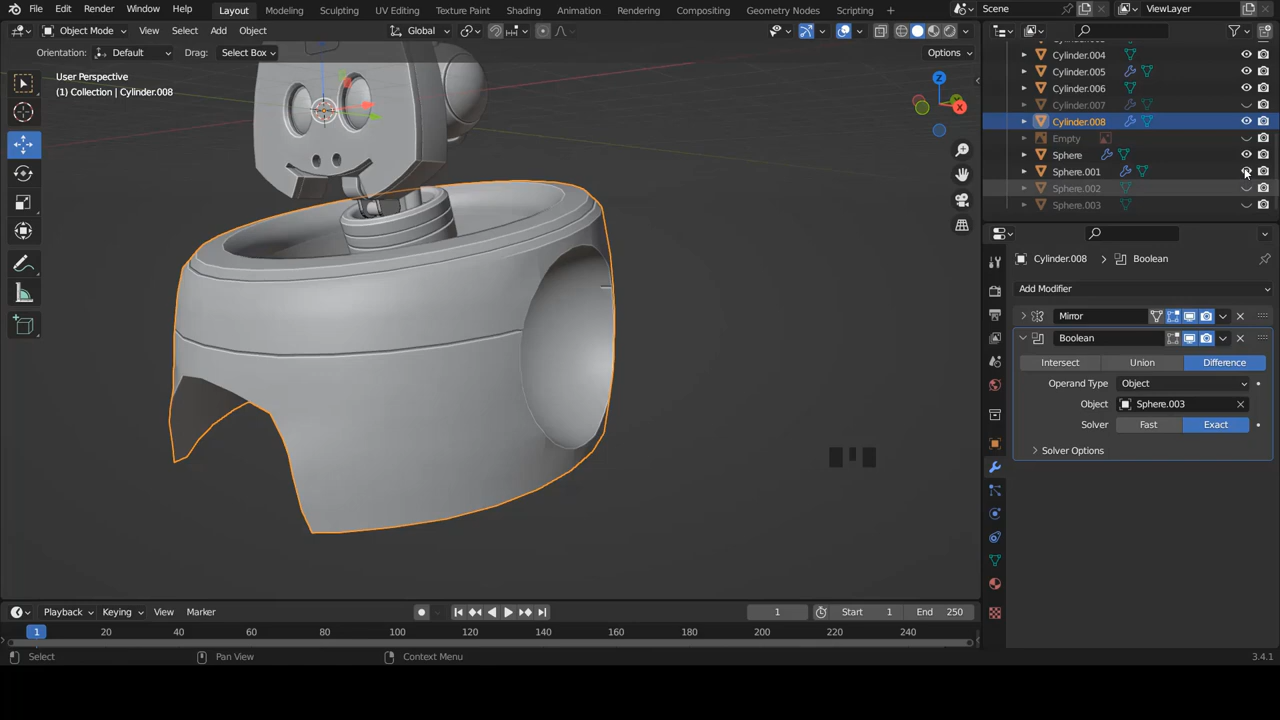 File Edit Render Window Help Layout Modeling Sculpting UV Editing Texture Paint Shading Animation Rendering Compositing Geometry Nodes Scripting + Scene ViewLayer
Object Mode View Select Add Object Global
Orientation: Default Drag: Select Box Options
User Perspective
(1) Collection | Cylinder.008
Z
X
Cylinder.004
Cylinder.005
Cylinder.006
Cylinder.007
Cylinder.008
Empty
Sphere
Sphere.001
Sphere.002
Sphere.003
Cylinder.008 > Boolean
Add Modifier
Mirror
Boolean
Intersect Union Difference
Operand Type Object
Object Sphere.003
Solver Fast Exact
Solver Options
Playback Keying View Marker 1 Start 1 End 250
1 20 40 60 80 100 120 140 160 180 200 220 240
Select Pan View Context Menu 3.4.1